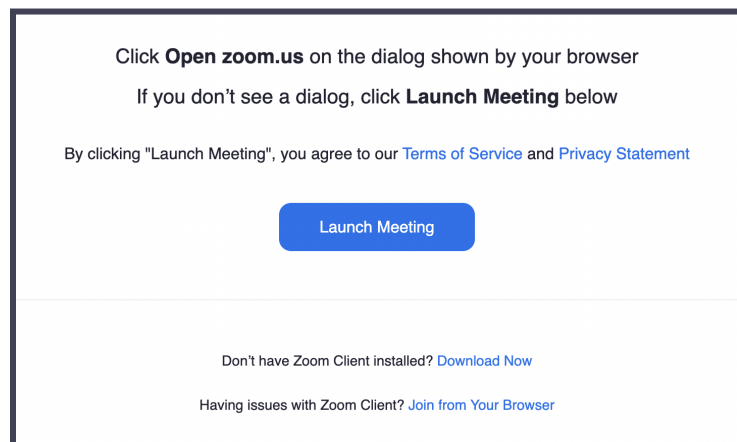 Click Open zoom.us on the dialog shown by your browser
If you don’t see a dialog, click Launch Meeting below
By clicking "Launch Meeting", you agree to our Terms of Service and Privacy Statement
Launch Meeting
Don’t have Zoom Client installed? Download Now
Having issues with Zoom Client? Join from Your Browser